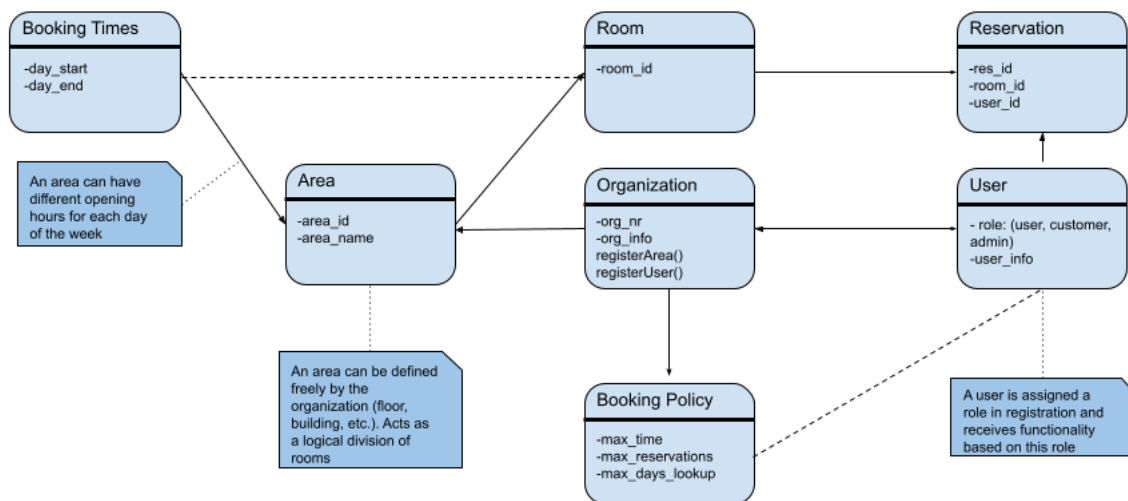 Booking Times
-day_start
-day_end
Room
-room_id
Reservation
-res_id
-room_id
-user_id
An area can have
different opening
hours for each day
of the week
Area
-area_id
-area_name
Organization
-org_nr
-org_info
registerArea()
registerUser()
User
- role: (user, customer,
admin)
-user_info
An area can be defined
freely by the
organization (floor,
building, etc.). Acts as
a logical division of
rooms
Booking Policy
-max_time
-max_reservations
-max_days_lookup
A user is assigned a
role in registration and
receives functionality
based on this role